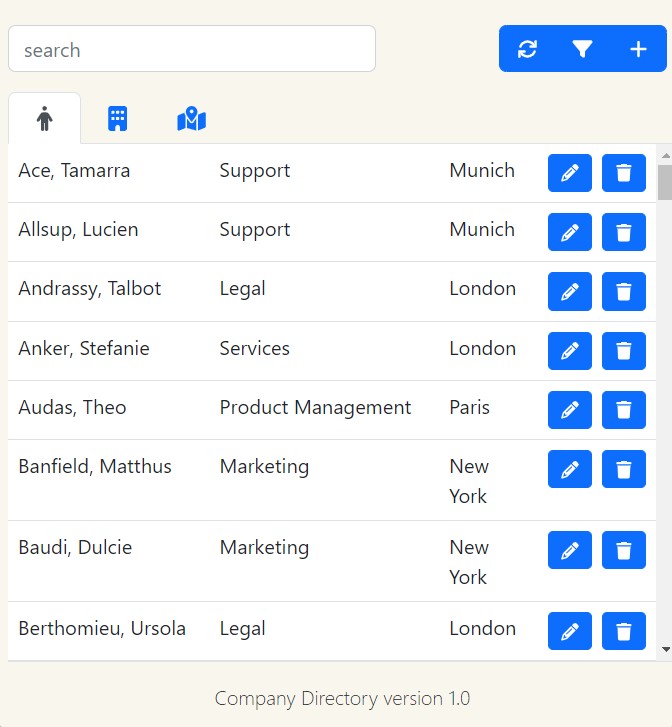 search
Ace, Tamarra Support Munich
Allsup, Lucien Support Munich
Andrassy, Talbot Legal London
Anker, Stefanie Services London
Audas, Theo Product Management Paris
Banfield, Matthus Marketing New
York
Baudi, Dulcie Marketing New
York
Berthomieu, Ursola Legal London
Company Directory version 1.0